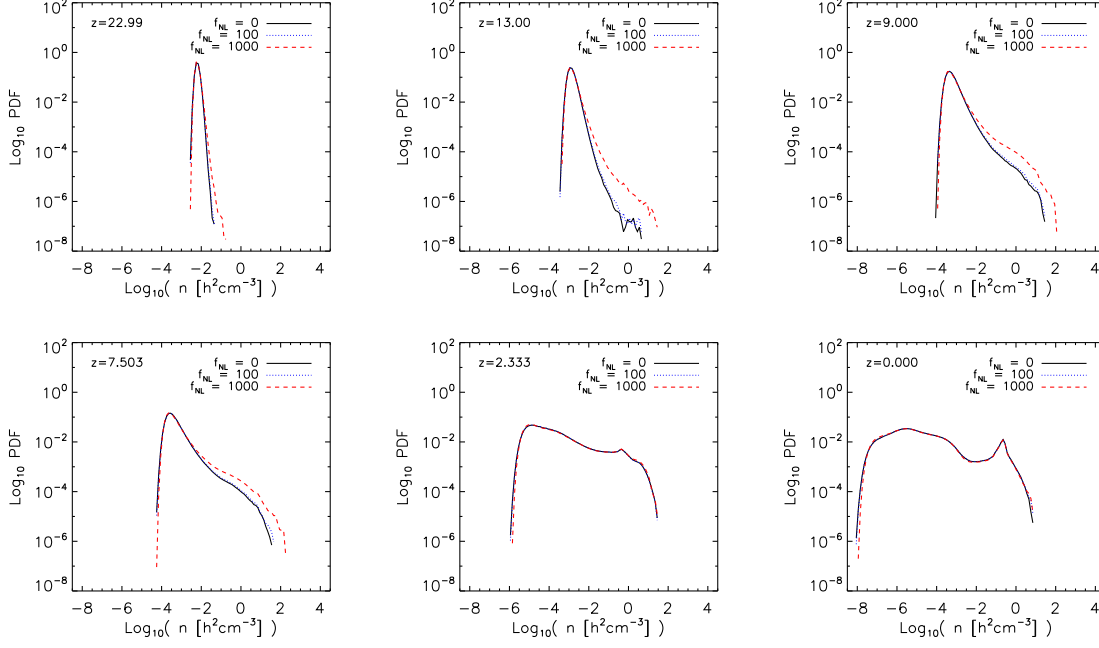 z=22.99
f_NL = 0
f_NL = 100
f_NL = 1000
10^2
10^0
10^-2
10^-4
10^-6
10^-8
Log_10 PDF
-8 -6 -4 -2 0 2 4
Log_10( n [h^2cm^-3] )
z=13.00
f_NL = 0
f_NL = 100
f_NL = 1000
10^2
10^0
10^-2
10^-4
10^-6
10^-8
Log_10 PDF
-8 -6 -4 -2 0 2 4
Log_10( n [h^2cm^-3] )
z=9.000
f_NL = 0
f_NL = 100
f_NL = 1000
10^2
10^0
10^-2
10^-4
10^-6
10^-8
Log_10 PDF
-8 -6 -4 -2 0 2 4
Log_10( n [h^2cm^-3] )
z=7.503
f_NL = 0
f_NL = 100
f_NL = 1000
10^2
10^0
10^-2
10^-4
10^-6
10^-8
Log_10 PDF
-8 -6 -4 -2 0 2 4
Log_10( n [h^2cm^-3] )
z=2.333
f_NL = 0
f_NL = 100
f_NL = 1000
10^2
10^0
10^-2
10^-4
10^-6
10^-8
Log_10 PDF
-8 -6 -4 -2 0 2 4
Log_10( n [h^2cm^-3] )
z=0.000
f_NL = 0
f_NL = 100
f_NL = 1000
10^2
10^0
10^-2
10^-4
10^-6
10^-8
Log_10 PDF
-8 -6 -4 -2 0 2 4
Log_10( n [h^2cm^-3] )